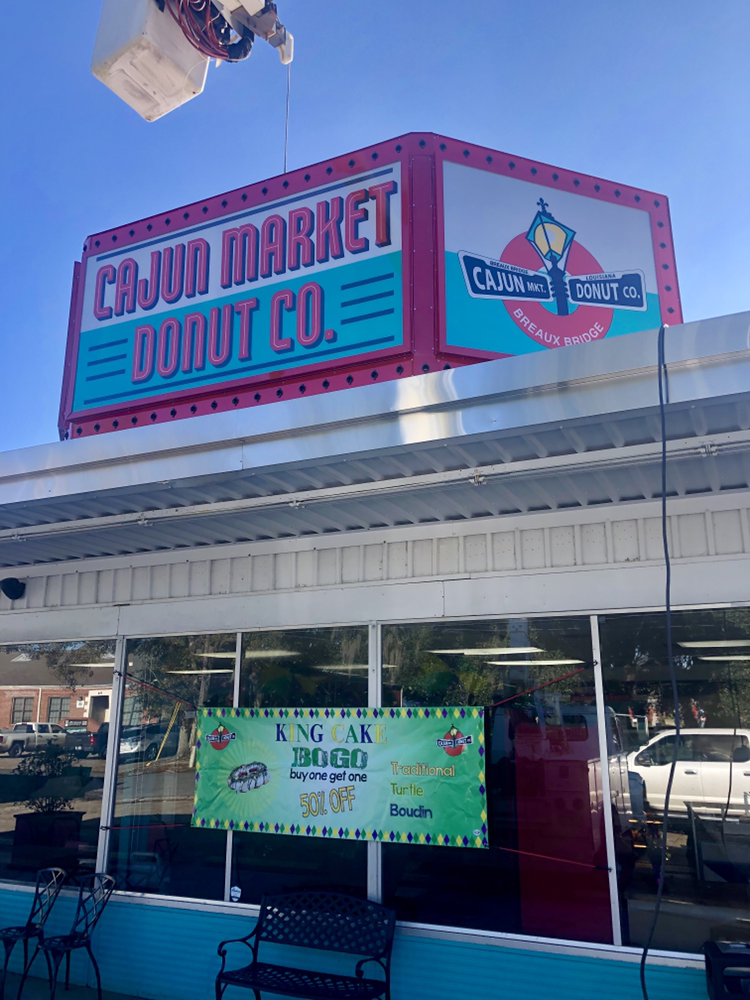 CAJUN MARKET
DONUT CO.
BREAUX BRIDGE
CAJUN MKT.
LOUISIANA
DONUT CO.
BREAUX BRIDGE
KING CAKE
BOGO
buy one get one
50% OFF
Traditional
Turtle
Boudin